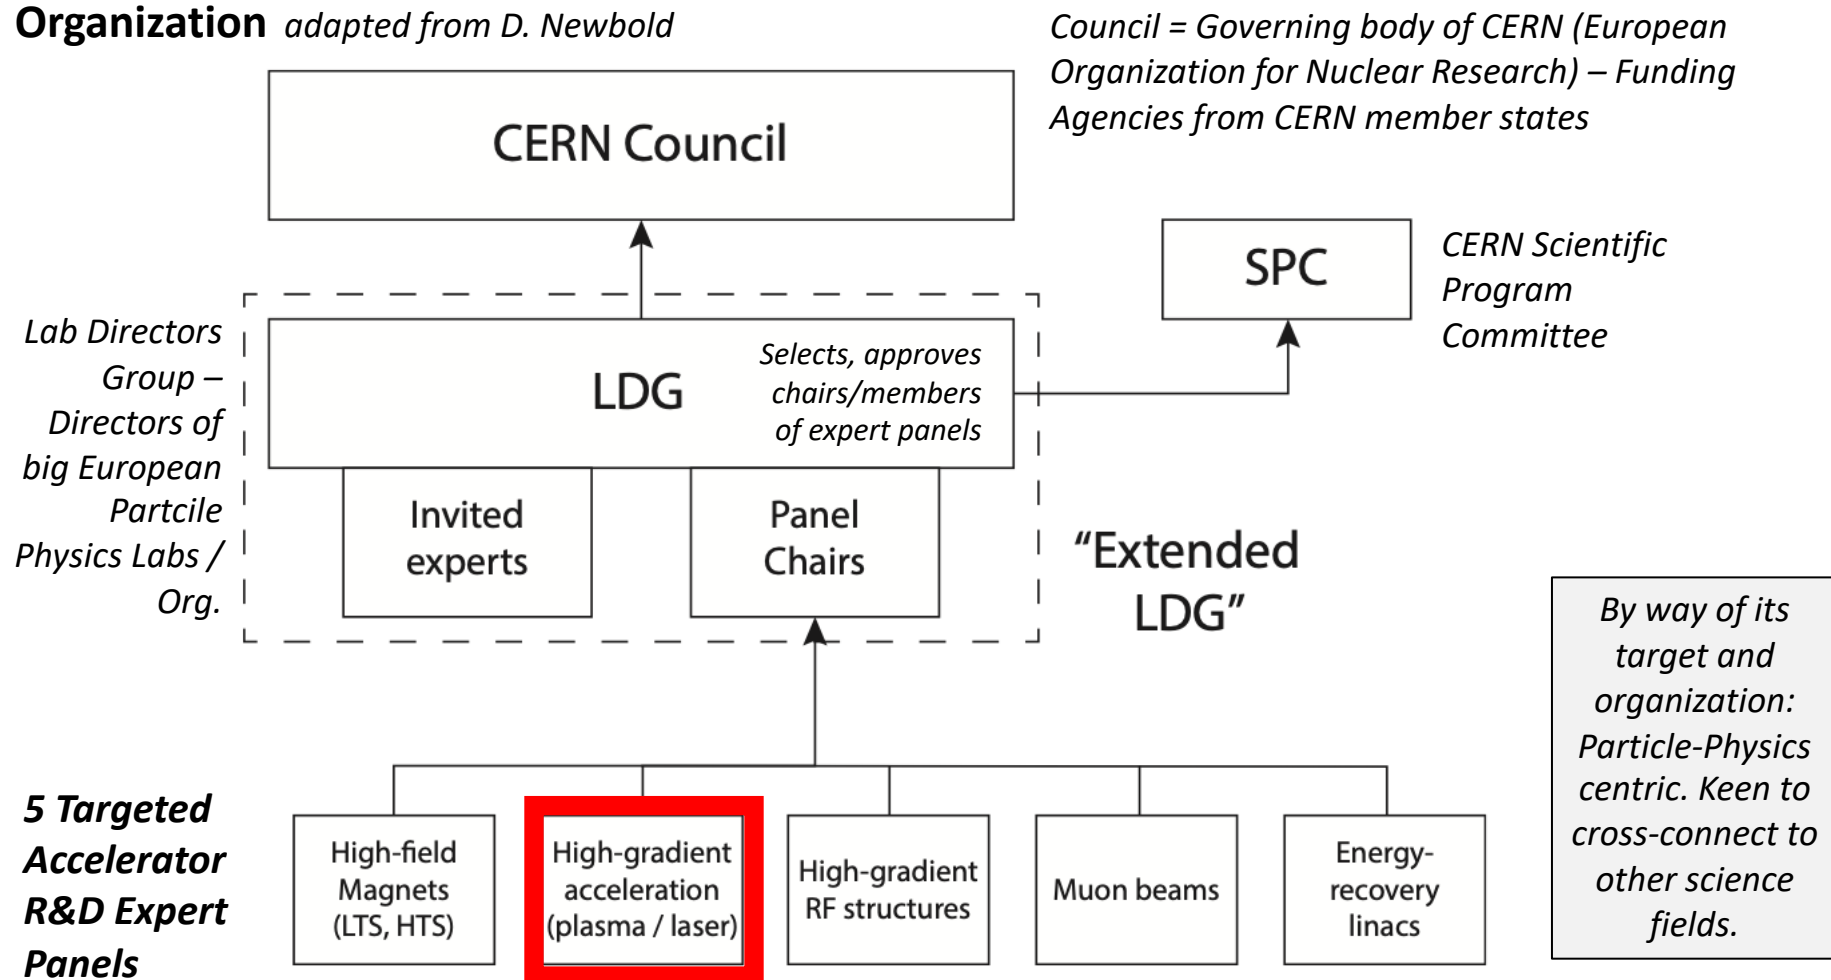 Organization adapted from D. Newbold
Council = Governing body of CERN (European
Organization for Nuclear Research) – Funding
Agencies from CERN member states
CERN Council
SPC
CERN Scientific
Program
Committee
Lab Directors
Group –
Directors of
big European
Partcile
Physics Labs /
Org.
LDG
Selects, approves
chairs/members
of expert panels
Invited
experts
Panel
Chairs
"Extended
LDG"
By way of its
target and
organization:
Particle-Physics
centric. Keen to
cross-connect to
other science
fields.
5 Targeted
Accelerator
R&D Expert
Panels
High-field
Magnets
(LTS, HTS)
High-gradient
acceleration
(plasma / laser)
High-gradient
RF structures
Muon beams
Energy-
recovery
linacs